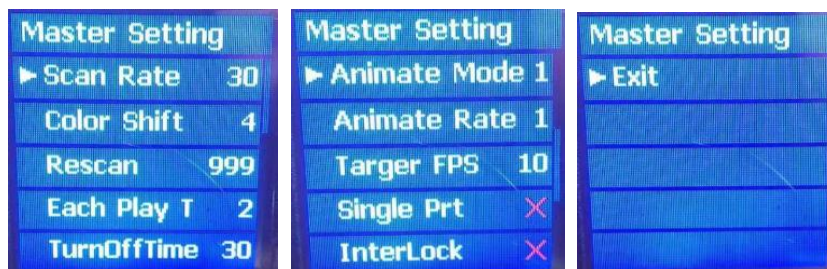 Master Setting
►Scan Rate 30
Color Shift 4
Rescan 999
Each Play T 2
TurnOffTime 30
Master Setting
►Animate Mode 1
Animate Rate 1
Targer FPS 10
Single Prt X
InterLock X
Master Setting
►Exit